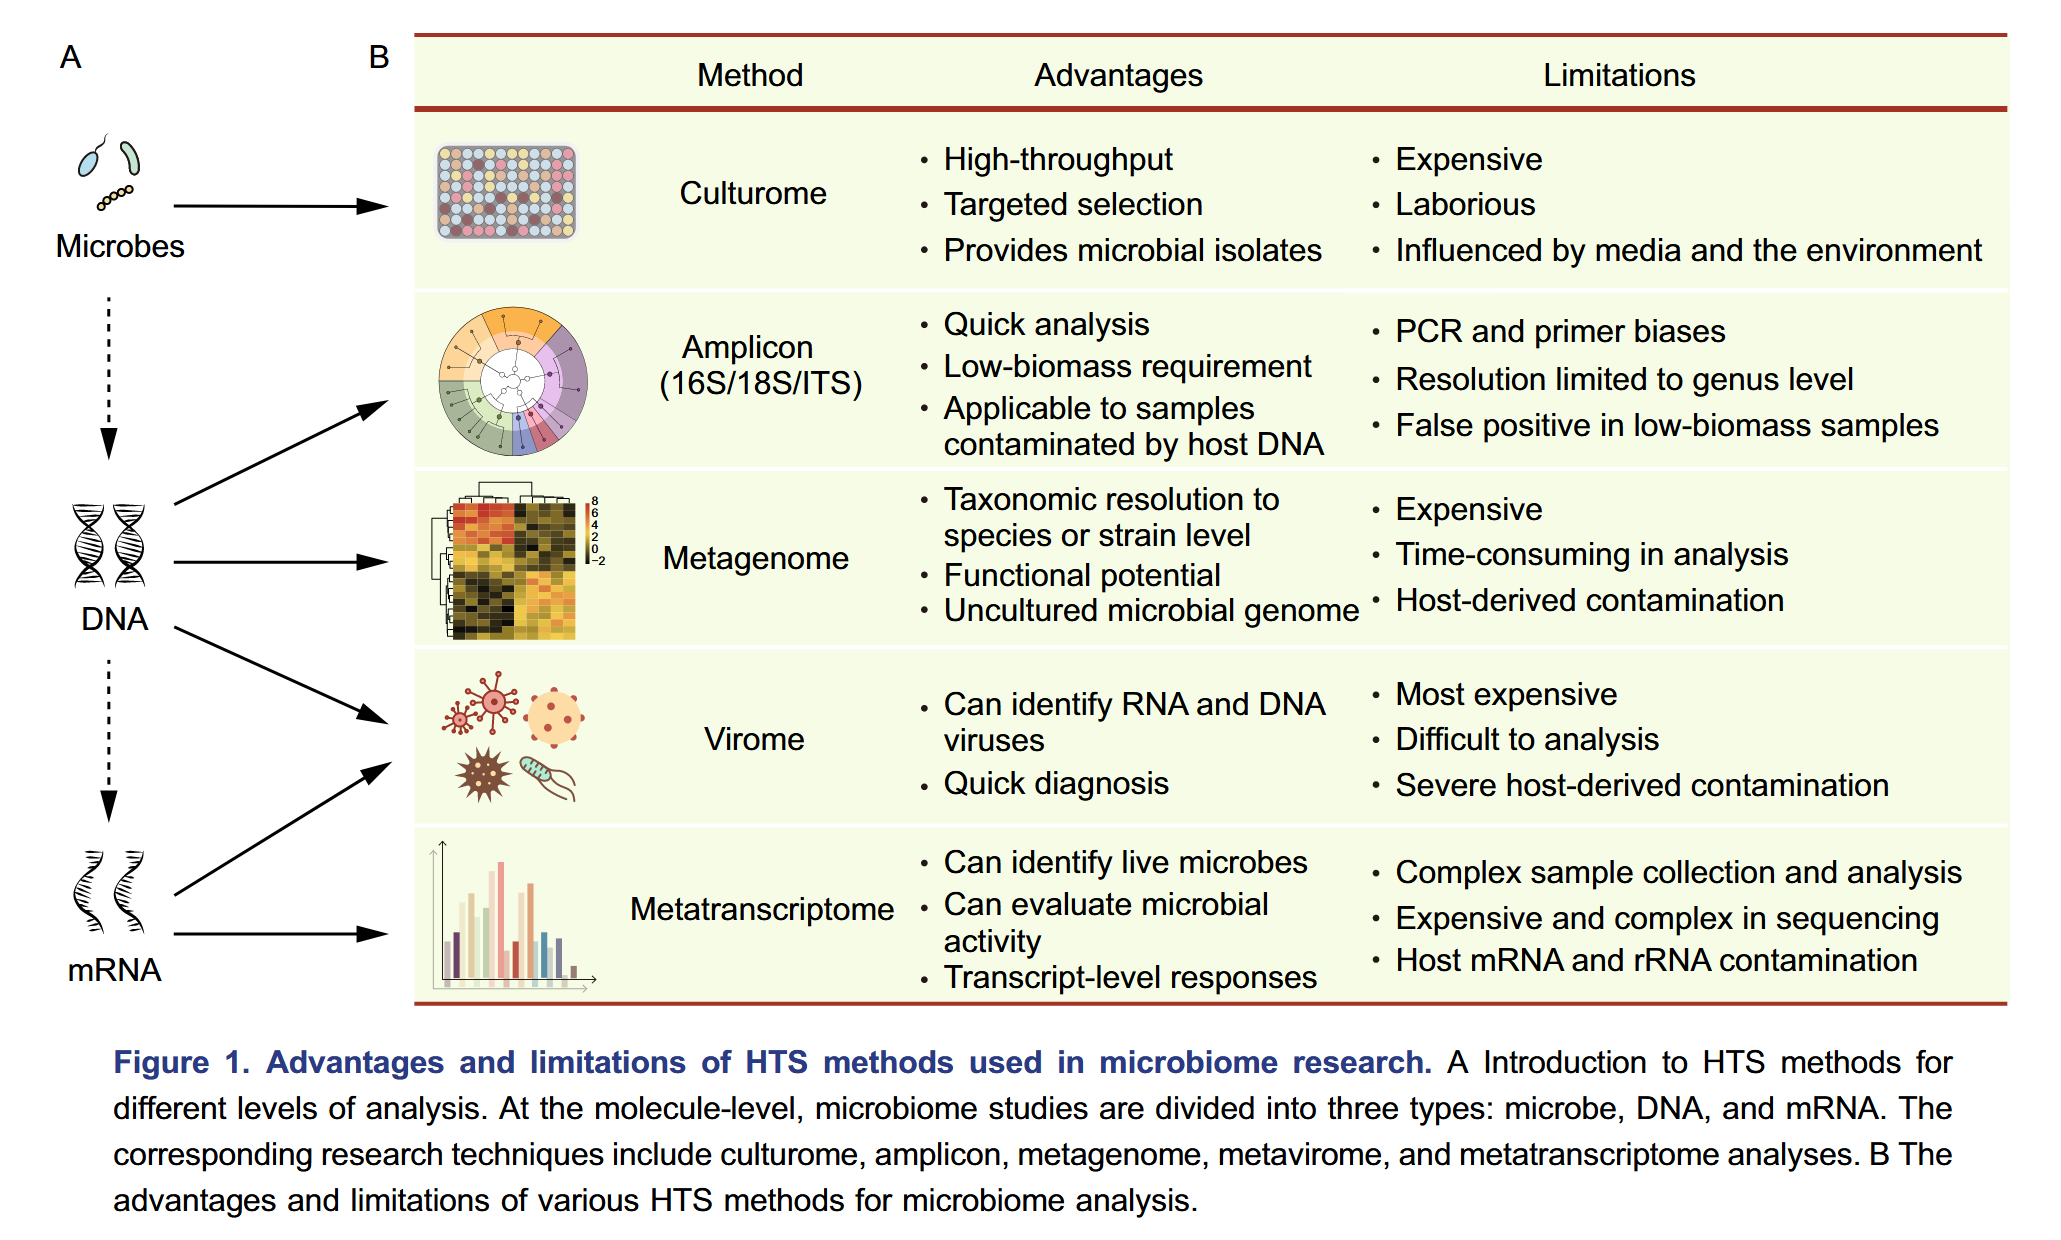 A
B
Method
Advantages
Limitations
Microbes
DNA
mRNA
Culturome
• High-throughput
• Targeted selection
• Provides microbial isolates
• Expensive
• Laborious
• Influenced by media and the environment
Amplicon
(16S/18S/ITS)
• Quick analysis
• Low-biomass requirement
• Applicable to samples
contaminated by host DNA
• PCR and primer biases
• Resolution limited to genus level
• False positive in low-biomass samples
8
6
4
2
0
−2
Metagenome
• Taxonomic resolution to
species or strain level
• Functional potential
• Uncultured microbial genome
• Expensive
• Time-consuming in analysis
• Host-derived contamination
Virome
• Can identify RNA and DNA
viruses
• Quick diagnosis
• Most expensive
• Difficult to analysis
• Severe host-derived contamination
Metatranscriptome
• Can identify live microbes
• Can evaluate microbial
activity
• Transcript-level responses
• Complex sample collection and analysis
• Expensive and complex in sequencing
• Host mRNA and rRNA contamination
Figure 1. Advantages and limitations of HTS methods used in microbiome research. A Introduction to HTS methods for
different levels of analysis. At the molecule-level, microbiome studies are divided into three types: microbe, DNA, and mRNA. The
corresponding research techniques include culturome, amplicon, metagenome, metavirome, and metatranscriptome analyses. B The
advantages and limitations of various HTS methods for microbiome analysis.